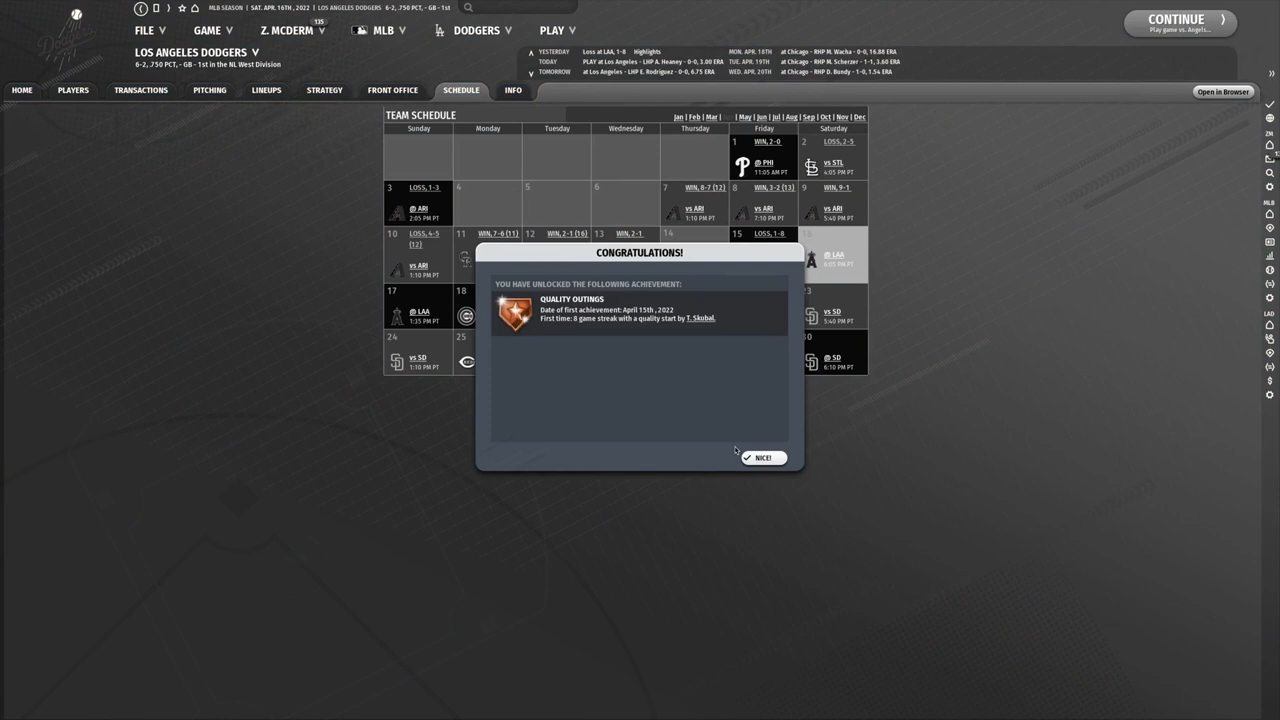 MLB SEASON | SAT. APR. 16TH , 2022 | LOS ANGELES DODGERS 6-2, .750 PCT, - GB - 1st
135
FILE GAME Z. MCDERM MLB DODGERS PLAY
CONTINUE
Play game vs. Angels...
LOS ANGELES DODGERS
6-2, .750 PCT, - GB - 1st in the NL West Division
YESTERDAY Loss at LAA, 1-8 Highlights MON. APR. 18TH at Chicago - RHP M. Wacha - 0-0, 16.88 ERA
TODAY PLAY at Los Angeles - LHP A. Heaney - 0-0, 3.00 ERA TUE. APR. 19TH at Chicago - RHP M. Scherzer - 1-1, 3.60 ERA
TOMORROW at Los Angeles - LHP E. Rodriguez - 0-0, 6.75 ERA WED. APR. 20TH at Chicago - RHP D. Bundy - 1-0, 1.54 ERA
HOME PLAYERS TRANSACTIONS PITCHING LINEUPS STRATEGY FRONT OFFICE SCHEDULE INFO
Open in Browser
TEAM SCHEDULE
Jan | Feb | Mar | | May | Jun | Jul | Aug | Sep | Oct | Nov | Dec
Sunday Monday Tuesday Wednesday Thursday Friday Saturday
1 WIN, 2-0 2 LOSS, 2-5
@ PHI vs STL
11:05 AM PT 4:05 PM PT
3 LOSS, 1-3 4 5 6 7 WIN, 8-7 (12) 8 WIN, 3-2 (13) 9 WIN, 9-1
@ ARI vs ARI vs ARI vs ARI
2:05 PM PT 1:10 PM PT 7:10 PM PT 5:40 PM PT
10 LOSS, 4-5 (12) 11 WIN, 7-6 (11) 12 WIN, 2-1 (16) 13 WIN, 2-1 14 15 LOSS, 1-8 16
vs ARI @ LAA
1:10 PM PT 6:05 PM PT
17 18 23
@ LAA vs SD
1:35 PM PT 5:40 PM PT
24 25 30
vs SD @ SD
1:10 PM PT 6:10 PM PT
CONGRATULATIONS!
YOU HAVE UNLOCKED THE FOLLOWING ACHIEVEMENT:
QUALITY OUTINGS
Date of first achievement: April 15th , 2022
First time: 8 game streak with a quality start by T. Skubal.
NICE!
ZM
MLB
LAD